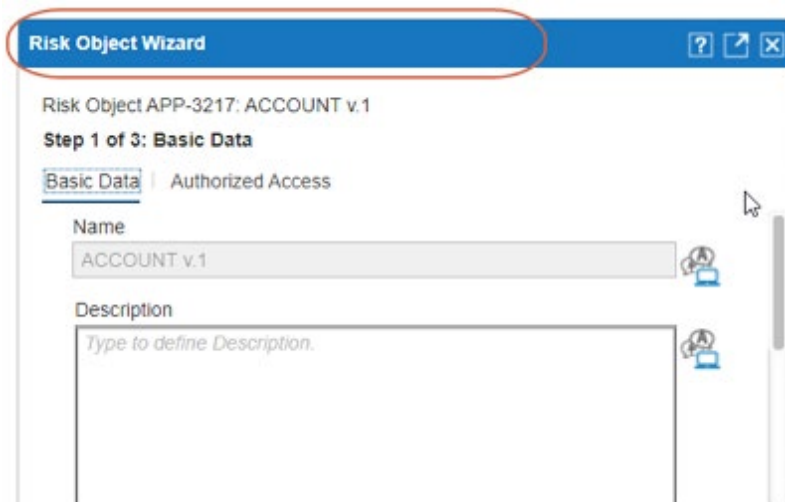 Risk Object Wizard
Risk Object APP-3217: ACCOUNT v.1
Step 1 of 3: Basic Data
Basic Data | Authorized Access
Name
ACCOUNT v.1
Description
Type to define Description.